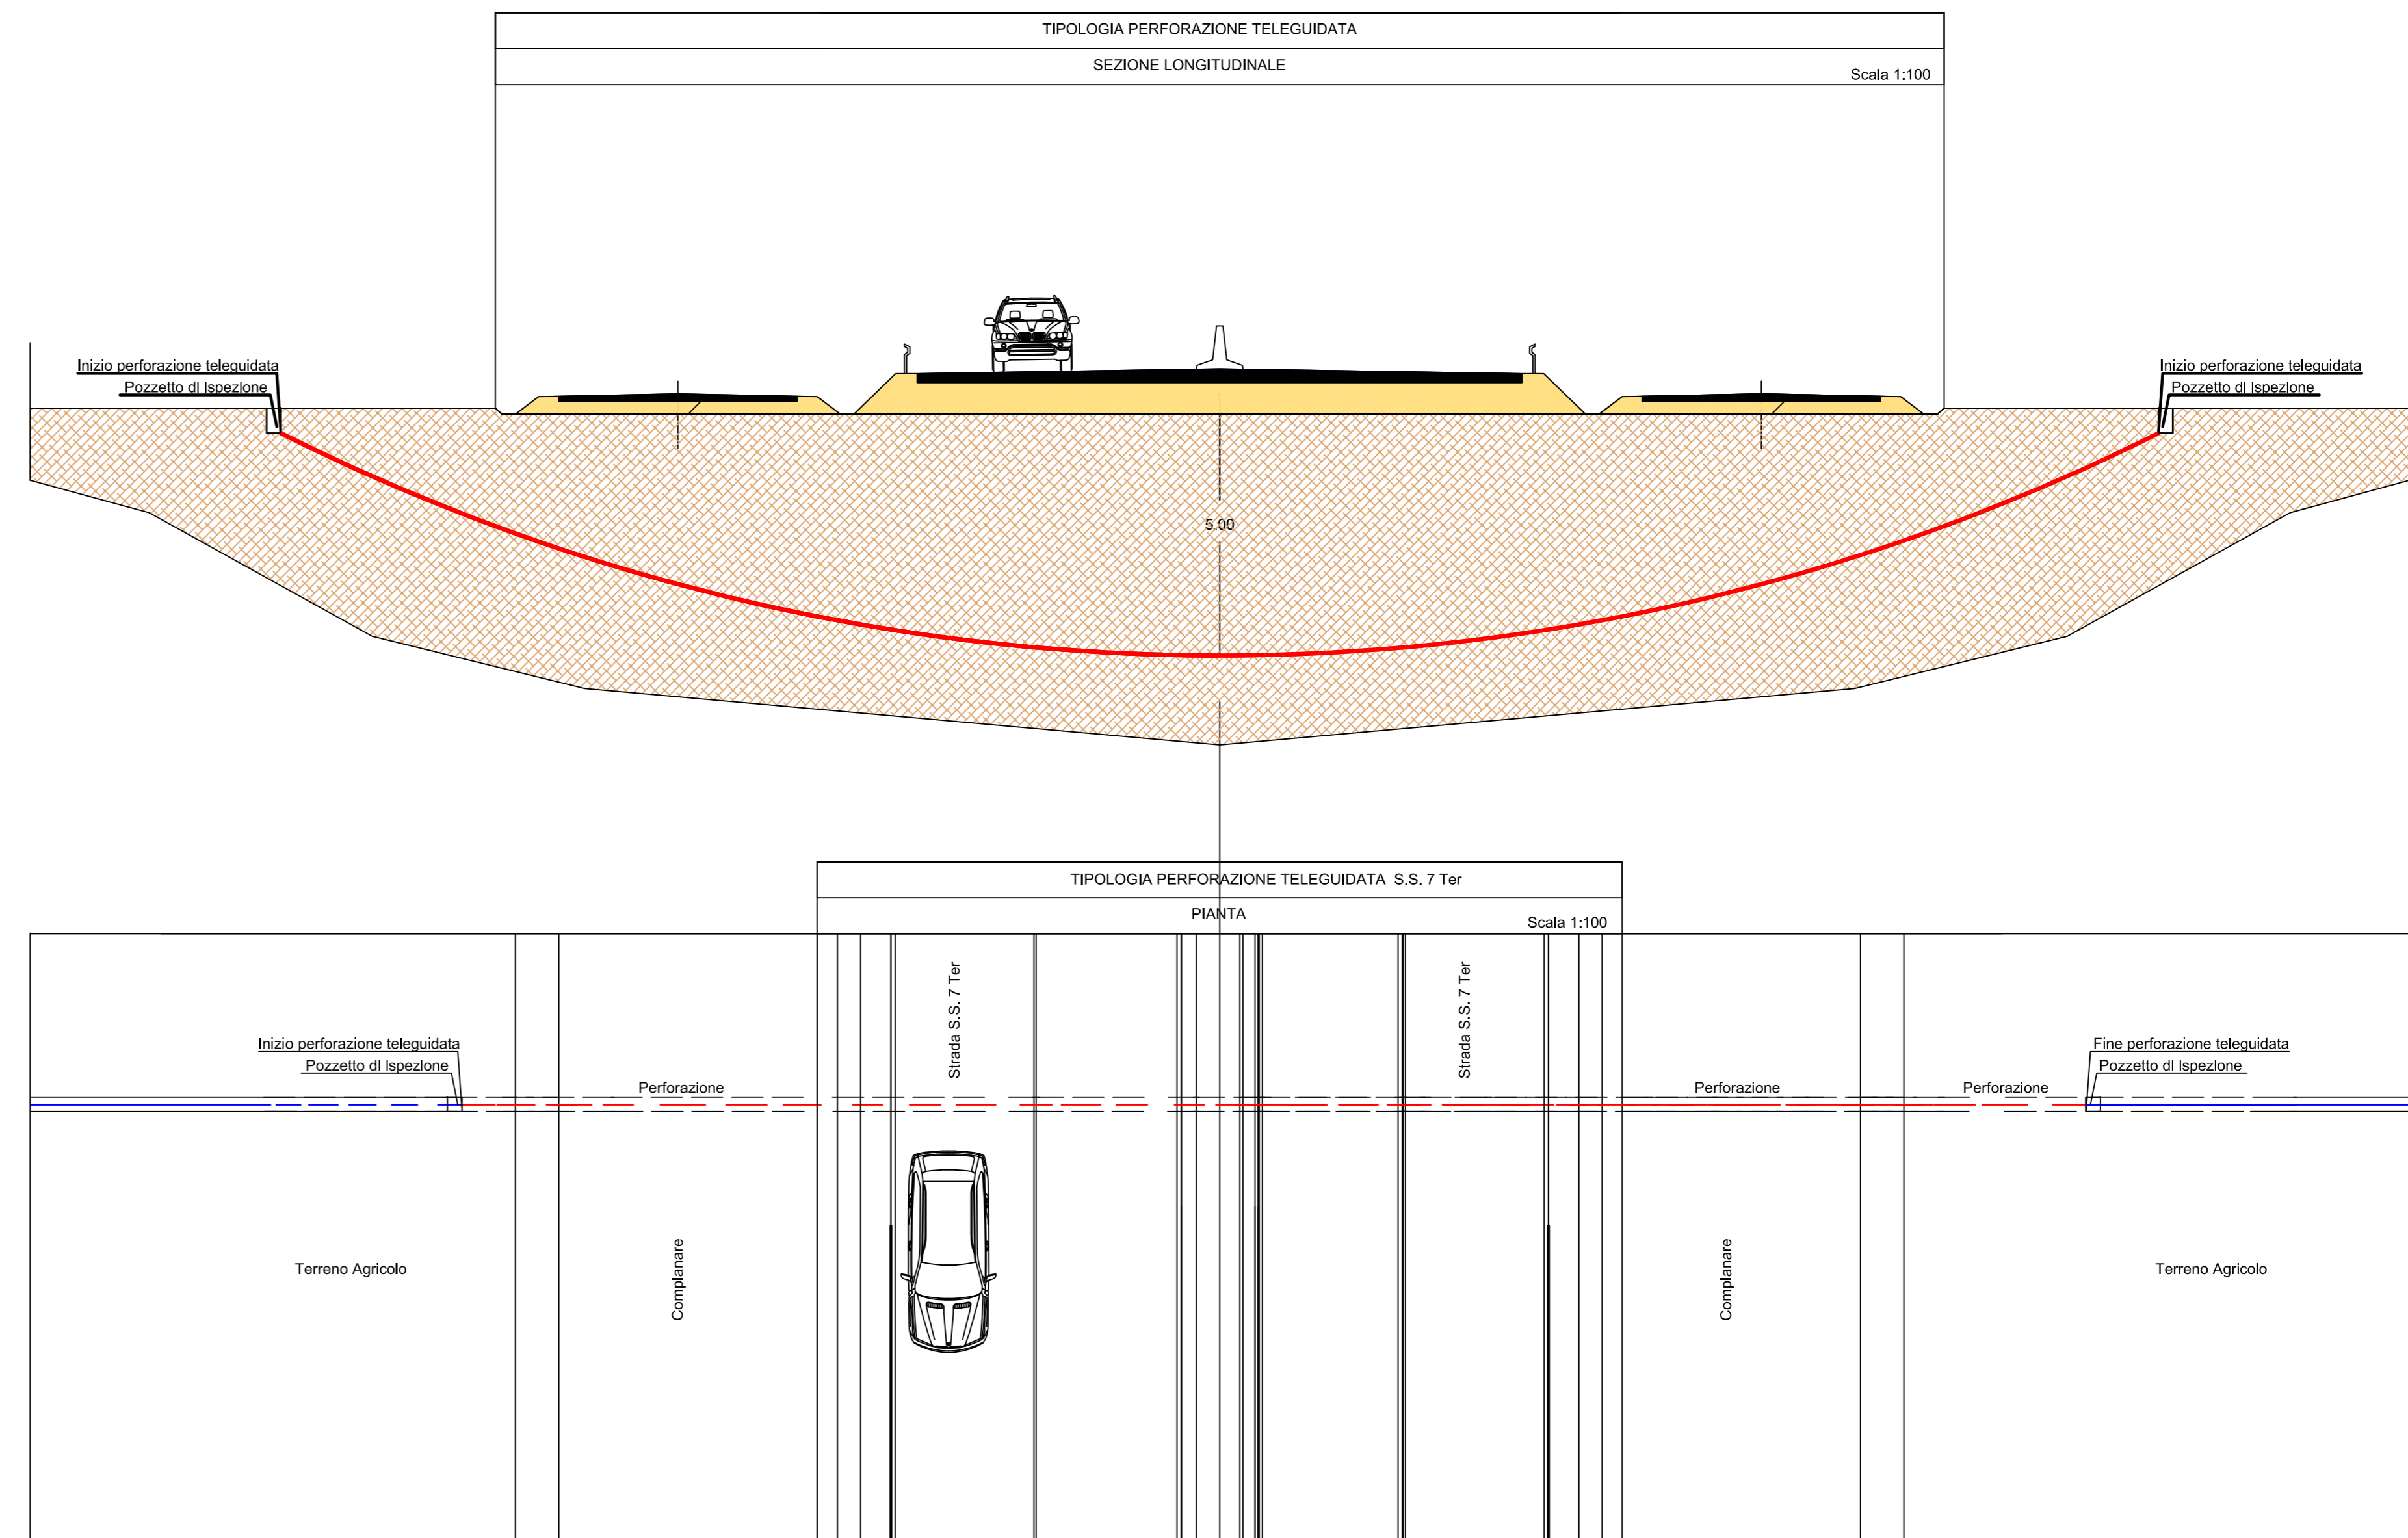 TIPOLOGIA PERFORAZIONE TELEGUIDATA
SEZIONE LONGITUDINALE
Scala 1:100
Inizio perforazione teleguidata
Pozzetto di ispezione
Inizio perforazione teleguidata
Pozzetto di ispezione
5.00
TIPOLOGIA PERFORAZIONE TELEGUIDATA S.S. 7 Ter
PIANTA
Scala 1:100
Strada S.S. 7 Ter
Strada S.S. 7 Ter
Inizio perforazione teleguidata
Pozzetto di ispezione
Perforazione
Perforazione
Perforazione
Fine perforazione teleguidata
Pozzetto di ispezione
Terreno Agricolo
Complanare
Complanare
Terreno Agricolo